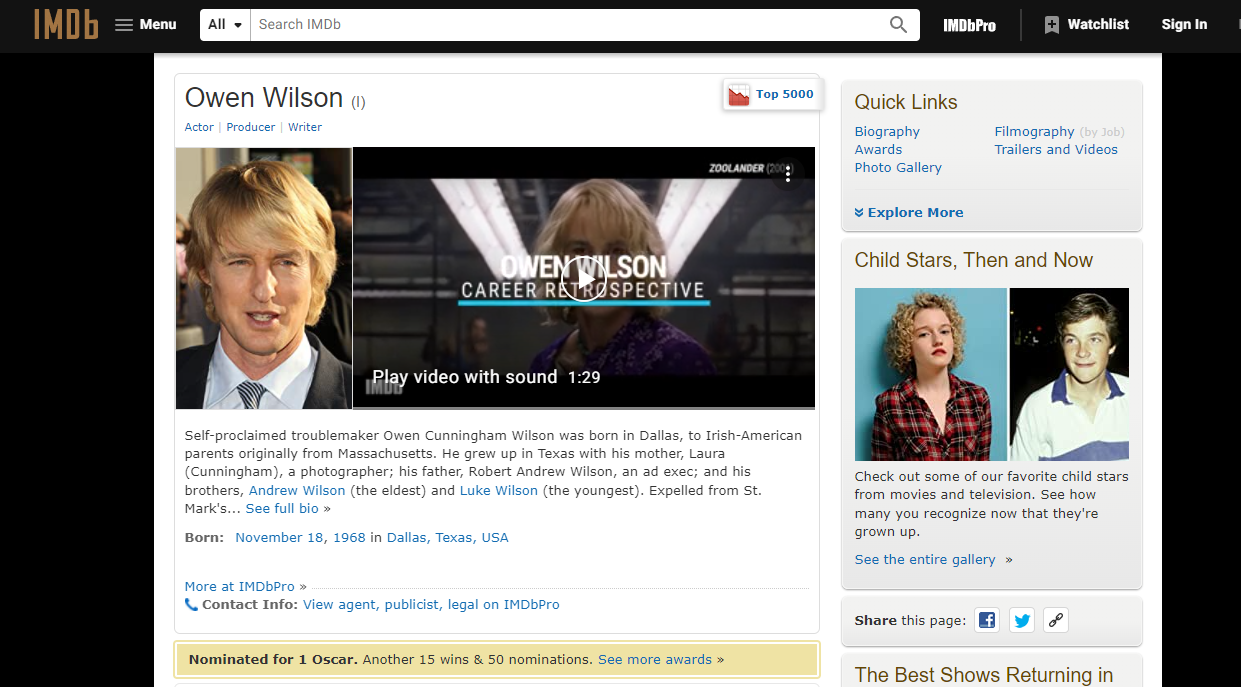 IMDb Menu All Search IMDb IMDbPro Watchlist Sign In
Owen Wilson (I)
Top 5000
Actor | Producer | Writer
ZOOLANDER
OWEN WILSON
CAREER RETROSPECTIVE
Play video with sound 1:29
IMDb
Self-proclaimed troublemaker Owen Cunningham Wilson was born in Dallas, to Irish-American
parents originally from Massachusetts. He grew up in Texas with his mother, Laura
(Cunningham), a photographer; his father, Robert Andrew Wilson, an ad exec; and his
brothers, Andrew Wilson (the eldest) and Luke Wilson (the youngest). Expelled from St.
Mark's... See full bio »
Born: November 18, 1968 in Dallas, Texas, USA
More at IMDbPro »
Contact Info: View agent, publicist, legal on IMDbPro
Nominated for 1 Oscar. Another 15 wins & 50 nominations. See more awards »
Quick Links
Biography Filmography (by Job)
Awards Trailers and Videos
Photo Gallery
Explore More
Child Stars, Then and Now
Check out some of our favorite child stars
from movies and television. See how
many you recognize now that they're
grown up.
See the entire gallery »
Share this page:
The Best Shows Returning in